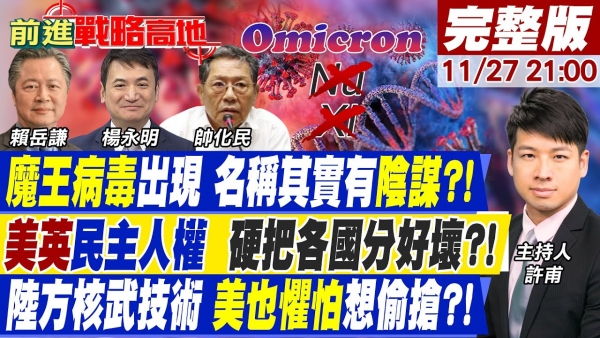 前進戰略高地
Omicron
Nu
Xi
完整版
11/27 21:00
賴岳謙
楊永明
帥化民
魔王病毒出現 名稱其實有陰謀?!
美英民主人權 硬把各國分好壞?!
陸方核武技術 美也懼怕想偷搶?!
主持人
許甫